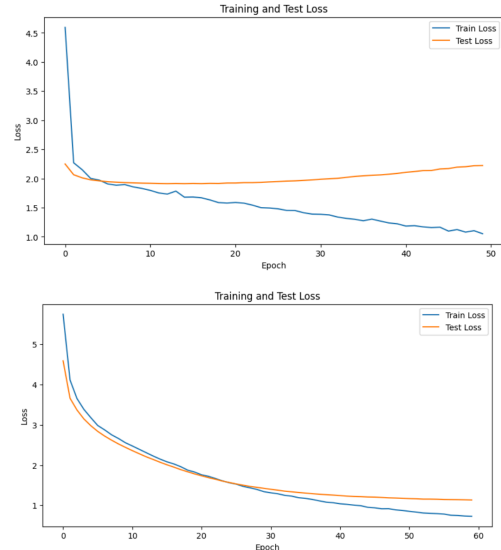 Training and Test Loss
Train Loss
Test Loss
4.5
4.0
3.5
3.0
2.5
2.0
1.5
1.0
Loss
0 10 20 30 40 50
Epoch
Training and Test Loss
Train Loss
Test Loss
5
4
3
2
1
Loss
0 10 20 30 40 50 60
Epoch